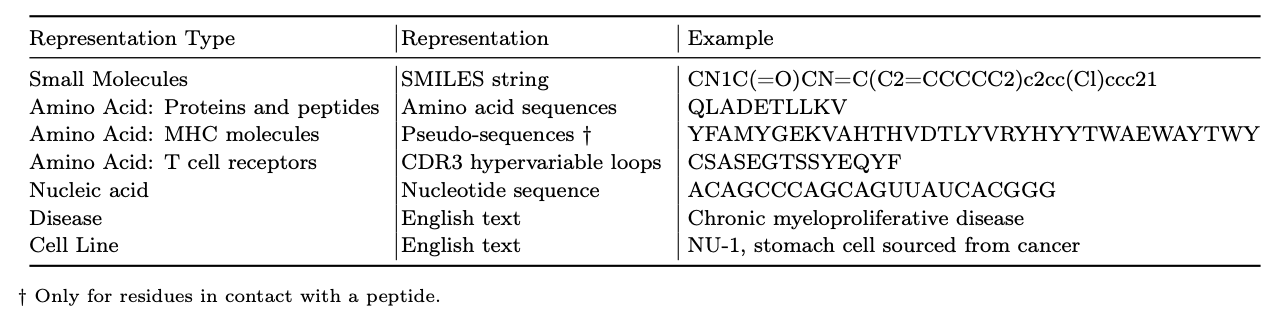 Representation Type Representation Example
Small Molecules SMILES string CN1C(=O)CN=C(C2=CCCCC2)c2cc(Cl)ccc21
Amino Acid: Proteins and peptides Amino acid sequences QLADETLLKV
Amino Acid: MHC molecules Pseudo-sequences † YFAMYGEKVAHTHVDTLYVRYHYYTWAEWAYTWY
Amino Acid: T cell receptors CDR3 hypervariable loops CSASEGTSSYEQYF
Nucleic acid Nucleotide sequence ACAGCCCAGCAGUUAUCACGGG
Disease English text Chronic myeloproliferative disease
Cell Line English text NU-1, stomach cell sourced from cancer
† Only for residues in contact with a peptide.